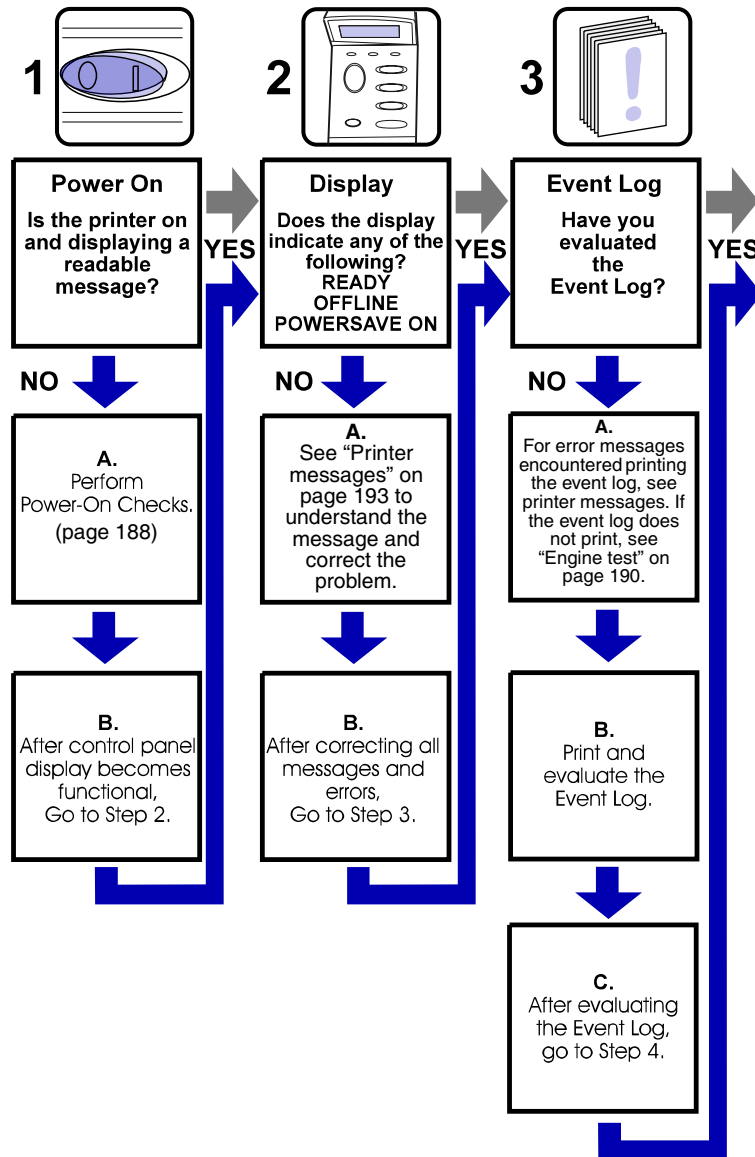 1
2
3
Power On
Is the printer on
and displaying a
readable
message?
YES
NO
A.
Perform
Power-On Checks.
(page 188)
B.
After control panel
display becomes
functional,
Go to Step 2.
Display
Does the display
indicate any of the
following?
READY
OFFLINE
POWERSAVE ON
YES
NO
A.
See “Printer
messages” on
page 193 to
understand the
message and
correct the
problem.
B.
After correcting all
messages and
errors,
Go to Step 3.
Event Log
Have you
evaluated
the
Event Log?
YES
NO
A.
For error messages
encountered printing
the event log, see
printer messages. If
the event log does
not print, see
“Engine test” on
page 190.
B.
Print and
evaluate the
Event Log.
C.
After evaluating
the Event Log,
go to Step 4.